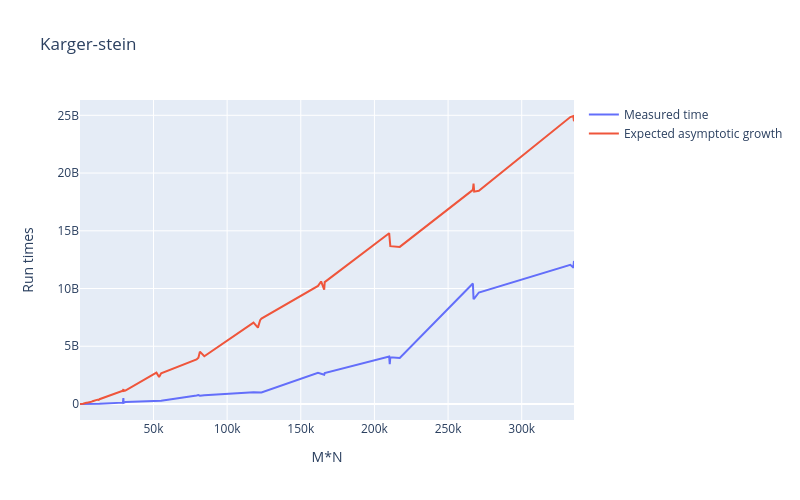 Karger-stein
Measured time
Expected asymptotic growth
25B
20B
15B
10B
5B
0
Run times
50k
100k
150k
200k
250k
300k
M*N